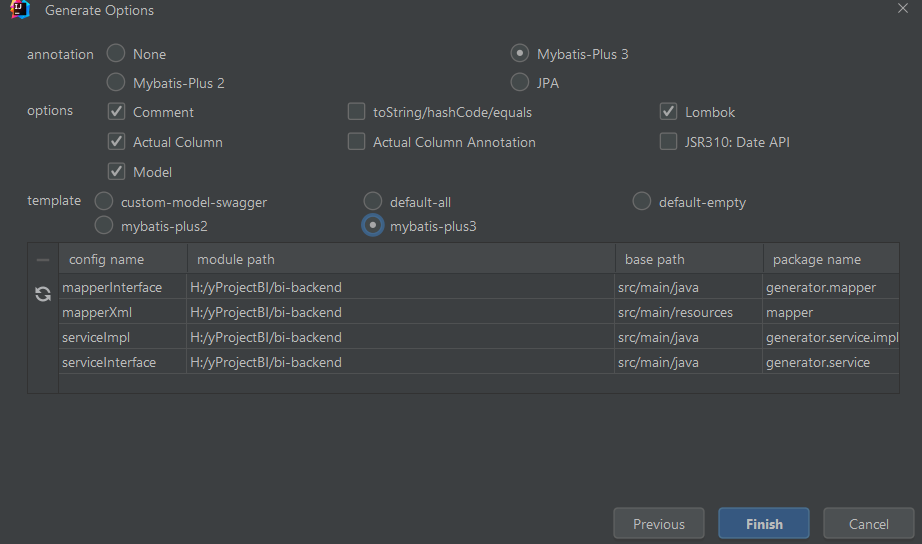 Generate Options
annotation None Mybatis-Plus 3
Mybatis-Plus 2 JPA
options Comment toString/hashCode/equals Lombok
Actual Column Actual Column Annotation JSR310: Date API
Model
template custom-model-swagger default-all default-empty
mybatis-plus2 mybatis-plus3
config name module path base path package name
mapperInterface H:/yProjectBI/bi-backend src/main/java generator.mapper
mapperXml H:/yProjectBI/bi-backend src/main/resources mapper
serviceImpl H:/yProjectBI/bi-backend src/main/java generator.service.impl
serviceInterface H:/yProjectBI/bi-backend src/main/java generator.service
Previous Finish Cancel